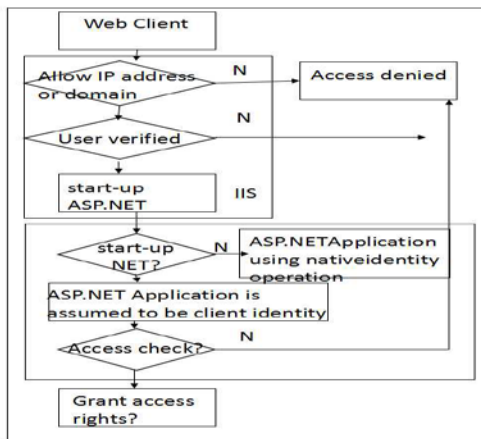 Web Client
Allow IP address
or domain
N
Access denied
User verified
N
start-up
ASP.NET
IIS
start-up
NET?
N
ASP.NETApplication
using nativeidentity
operation
ASP.NET Application is
assumed to be client identity
Access check?
N
Grant access
rights?